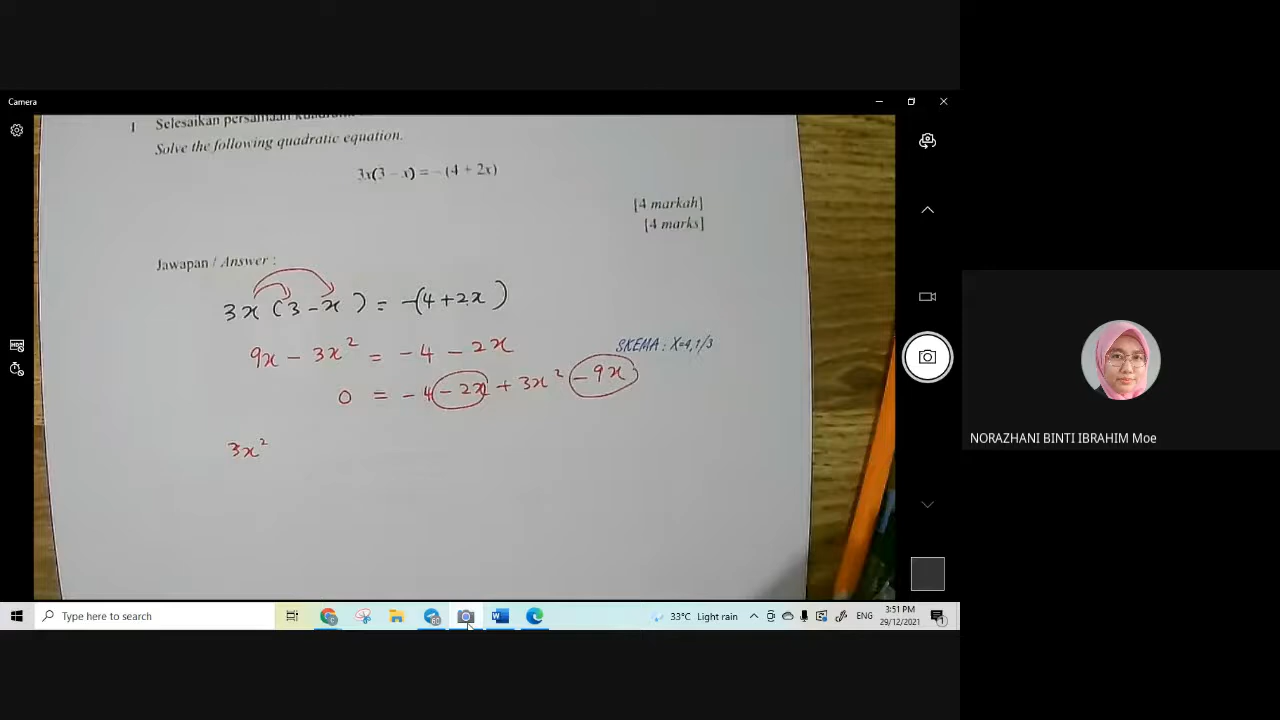 Camera
1 Selesaikan persamaan kuadratik
Solve the following quadratic equation.
3x(3 − x) = − (4 + 2x)
[4 markah]
[4 marks]
Jawapan / Answer :
3x (3 − x) = −(4 + 2x)
9x − 3x² = −4 − 2x
SKEMA : X=4, 1/3
0 = −4 − 2x + 3x² − 9x
3x²
NORAZHANI BINTI IBRAHIM Moe
Type here to search
33°C Light rain
ENG
3:51 PM
29/12/2021